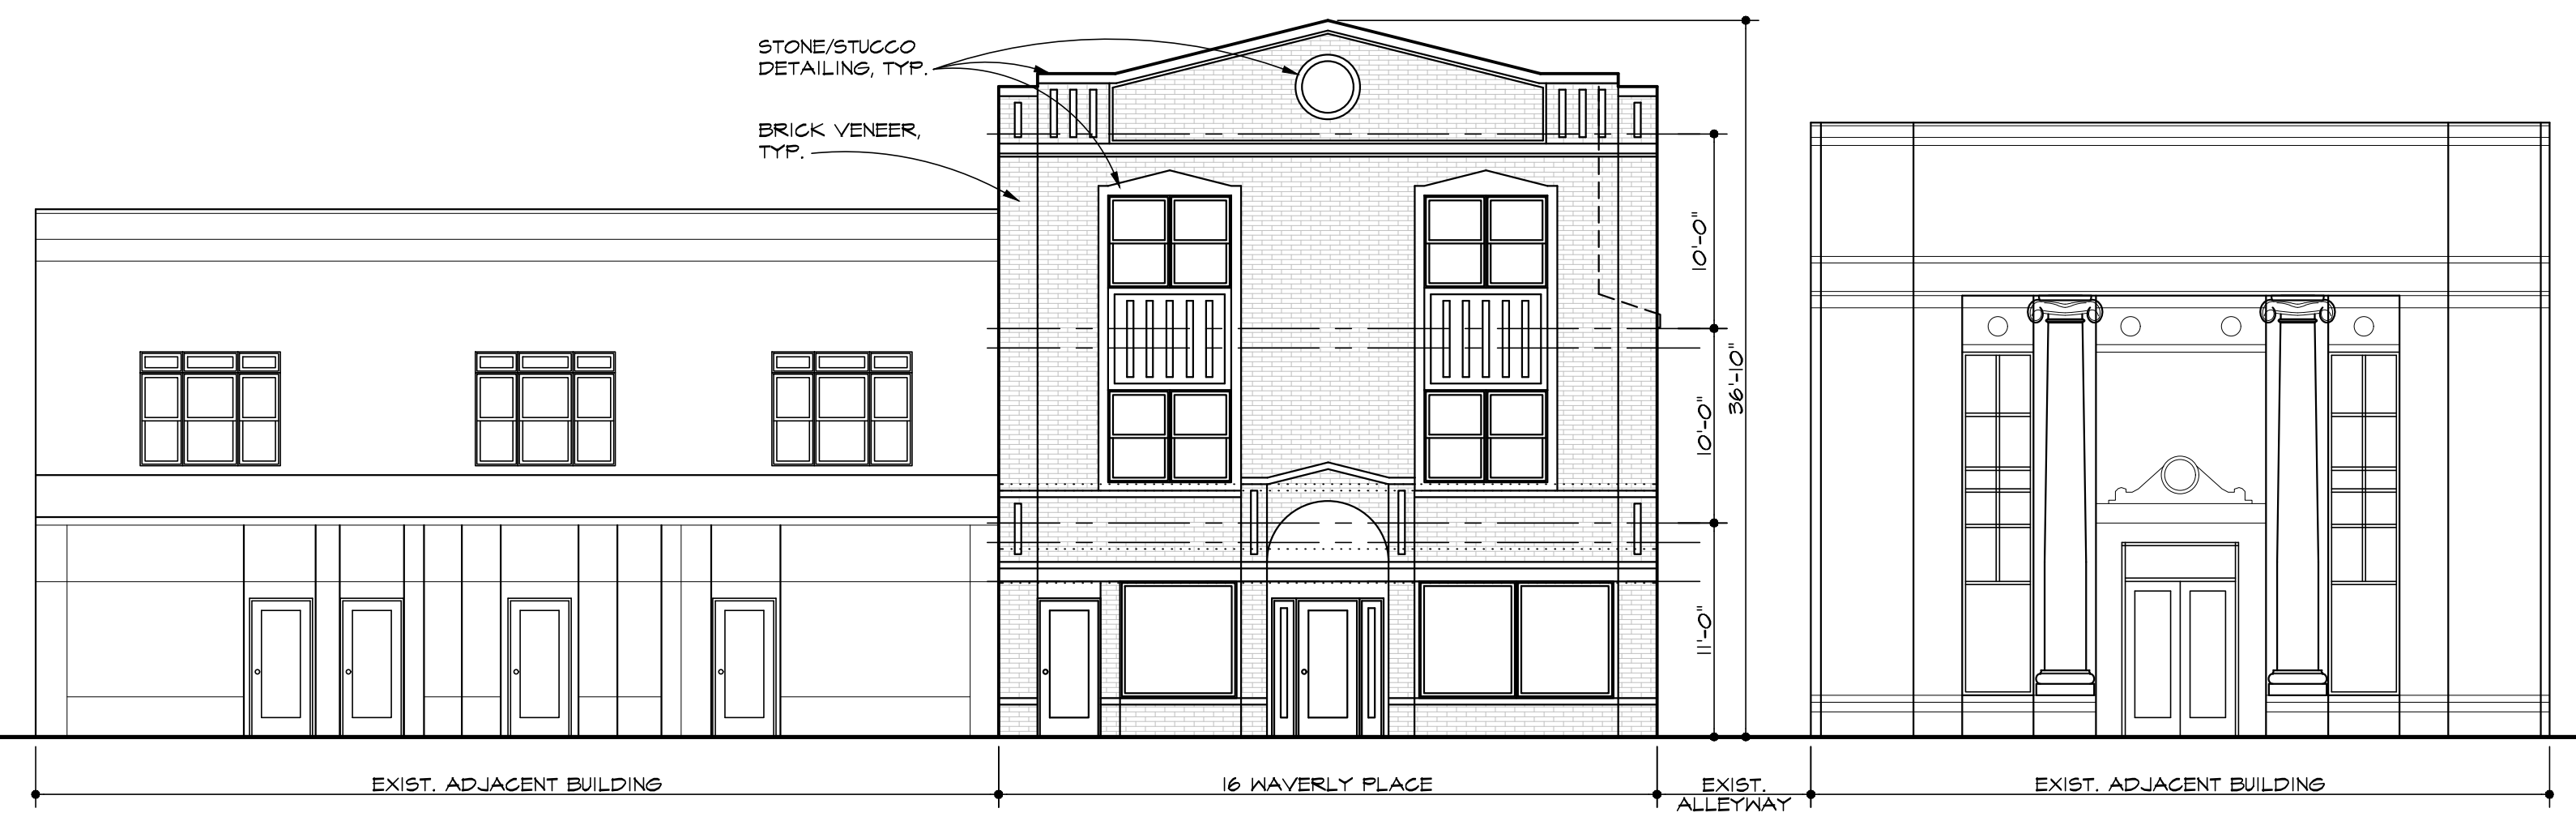 STONE/STUCCO
DETAILING, TYP.
BRICK VENEER,
TYP.
10'-0"
36'-10"
10'-0"
11'-0"
EXIST. ADJACENT BUILDING
16 WAVERLY PLACE
EXIST.
ALLEYWAY
EXIST. ADJACENT BUILDING